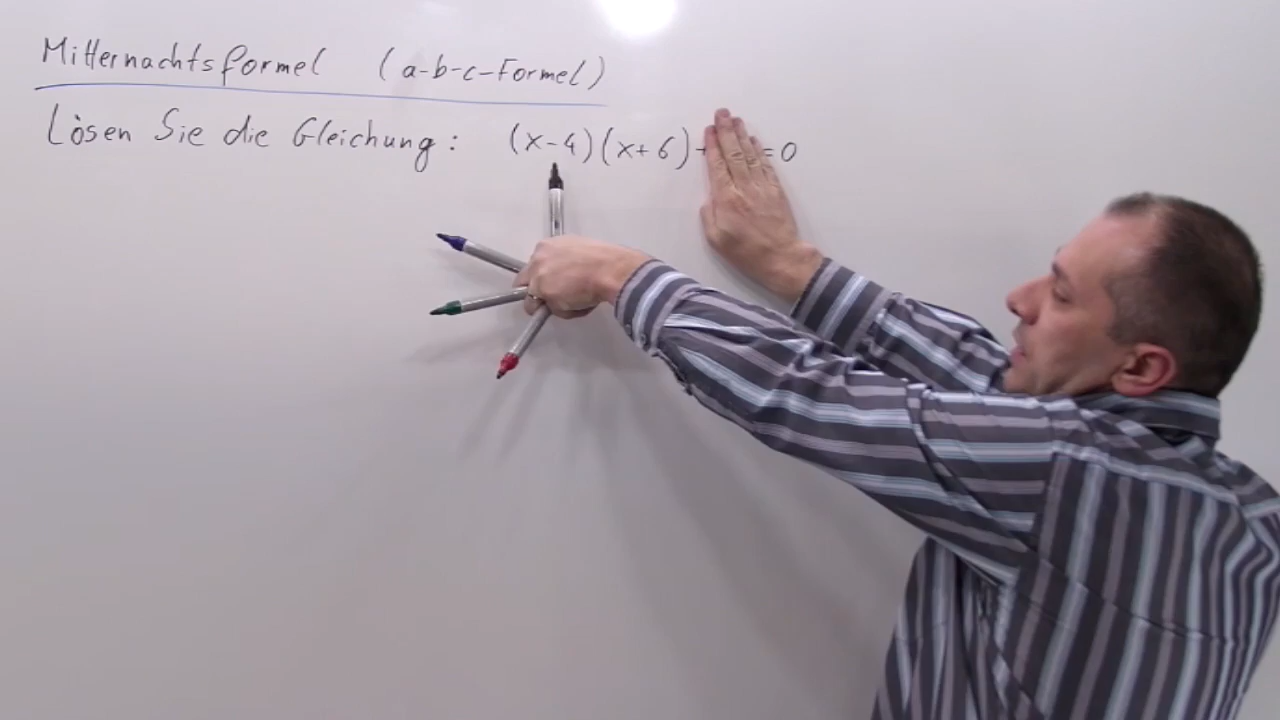 Mitternachtsformel (a-b-c-Formel)
Lösen Sie die Gleichung: (x-4)(x+6) = 0